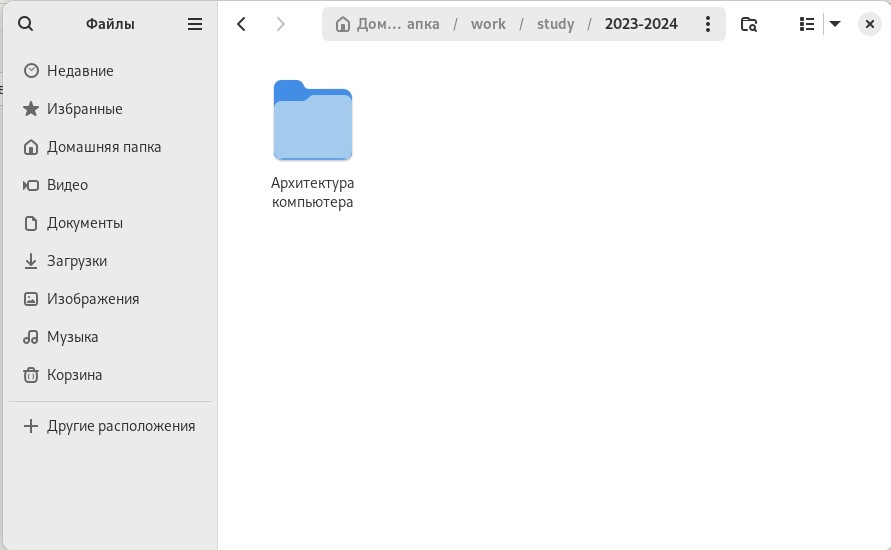 Файлы
Дом… апка / work / study / 2023-2024
Недавние
Избранные
Домашняя папка
Видео
Документы
Загрузки
Изображения
Музыка
Корзина
Другие расположения
Архитектура
компьютера